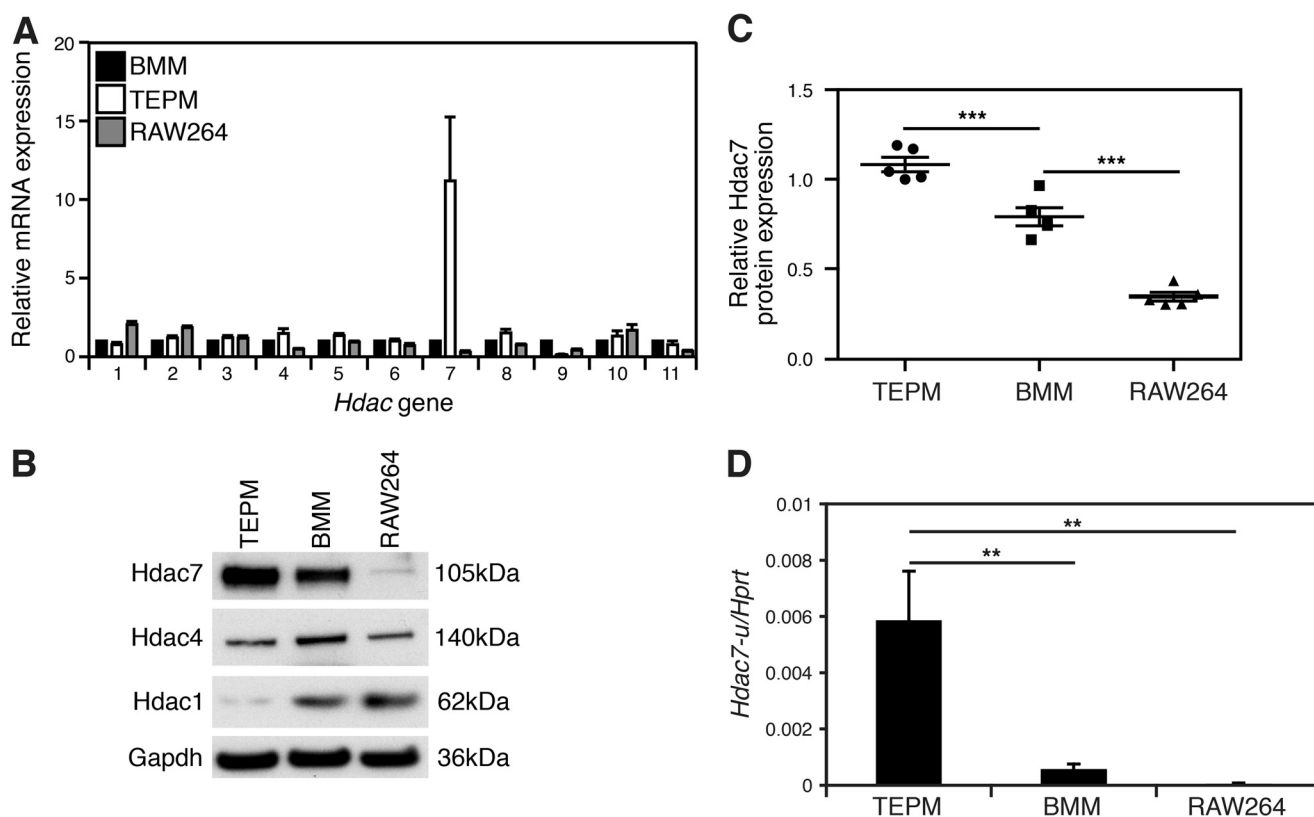 A
Relative mRNA expression
20
15
10
5
0
BMM
TEPM
RAW264
1 2 3 4 5 6 7 8 9 10 11
Hdac gene
B
TEPM BMM RAW264
Hdac7 105kDa
Hdac4 140kDa
Hdac1 62kDa
Gapdh 36kDa
C
Relative Hdac7
protein expression
1.5
1.0
0.5
0.0
***
***
TEPM BMM RAW264
D
Hdac7-u/Hprt
0.01
0.008
0.006
0.004
0.002
0
**
**
TEPM BMM RAW264